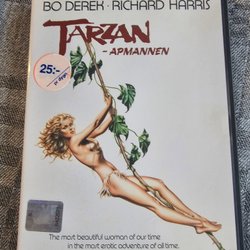 BO DEREK · RICHARD HARRIS
TARZAN
- APMANNEN
25:-
The most beautiful woman of our time
in the most erotic adventure of all time.